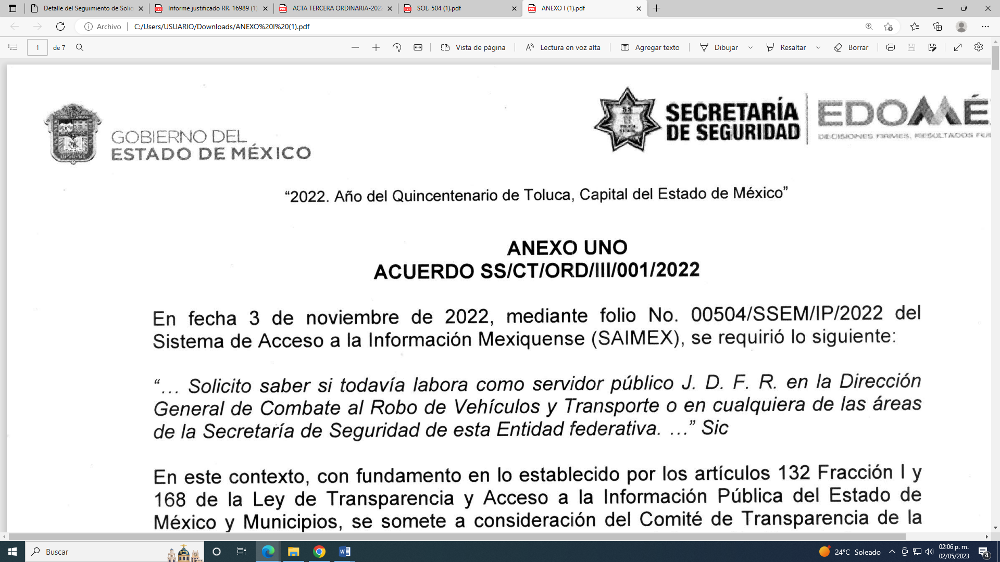 Detalle del Seguimiento de Solic
Informe justificado RR. 16989 (1)
ACTA TERCERA ORDINARIA-202
SOL. 504 (1).pdf
ANEXO I (1).pdf
Archivo
C:/Users/USUARIO/Downloads/ANEXO%20I%20(1).pdf
1 de 7
Vista de página
Lectura en voz alta
Agregar texto
Dibujar
Resaltar
Borrar
GOBIERNO DEL
ESTADO DE MÉXICO
SECRETARÍA
DE SEGURIDAD
EDOMÉ
DECISIONES FIRMES, RESULTADOS FU
“2022. Año del Quincentenario de Toluca, Capital del Estado de México”
ANEXO UNO
ACUERDO SS/CT/ORD/III/001/2022
En fecha 3 de noviembre de 2022, mediante folio No. 00504/SSEM/IP/2022 del
Sistema de Acceso a la Información Mexiquense (SAIMEX), se requirió lo siguiente:
“… Solicito saber si todavía labora como servidor público J. D. F. R. en la Dirección
General de Combate al Robo de Vehículos y Transporte o en cualquiera de las áreas
de la Secretaría de Seguridad de esta Entidad federativa. …” Sic
En este contexto, con fundamento en lo establecido por los artículos 132 Fracción I y
168 de la Ley de Transparencia y Acceso a la Información Pública del Estado de
México y Municipios, se somete a consideración del Comité de Transparencia de la
Buscar
24°C Soleado
02:06 p. m.
02/05/2023
4